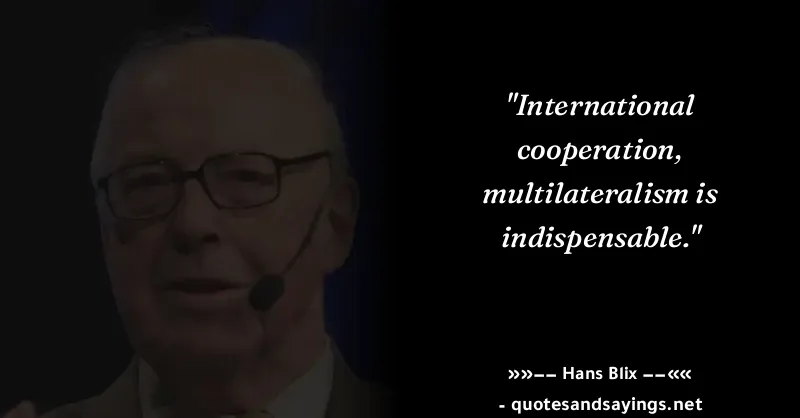 "International
cooperation,
multilateralism is
indispensable."
»»−− Hans Blix −−««
- quotesandsayings.net